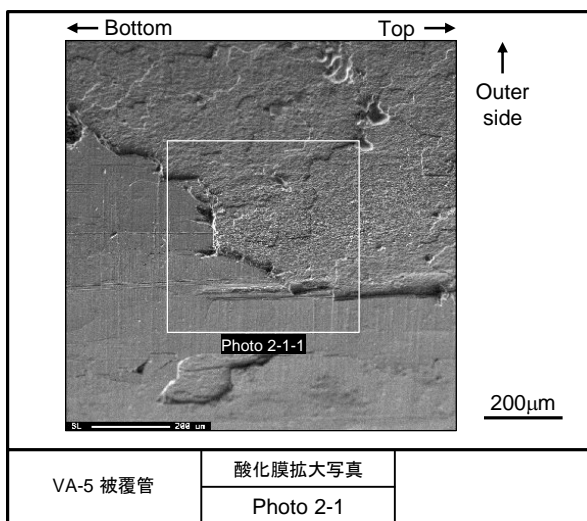 ← Bottom Top →
Outer
side
Photo 2-1-1
SL 200 μm
200μm
VA-5 被覆管
酸化膜拡大写真
Photo 2-1